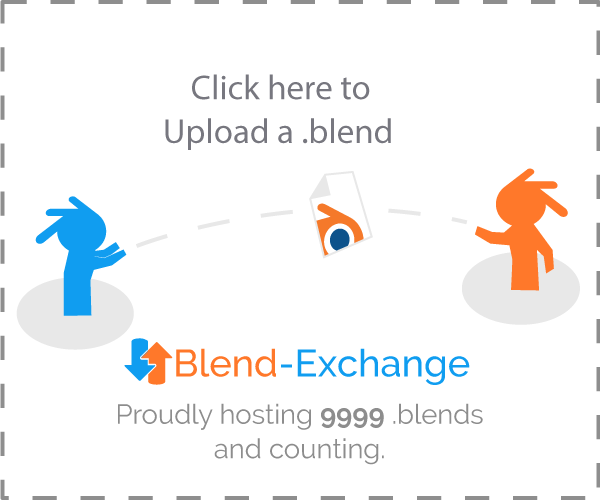 Click here to
Upload a .blend
Blend-Exchange
Proudly hosting 9999 .blends
and counting.